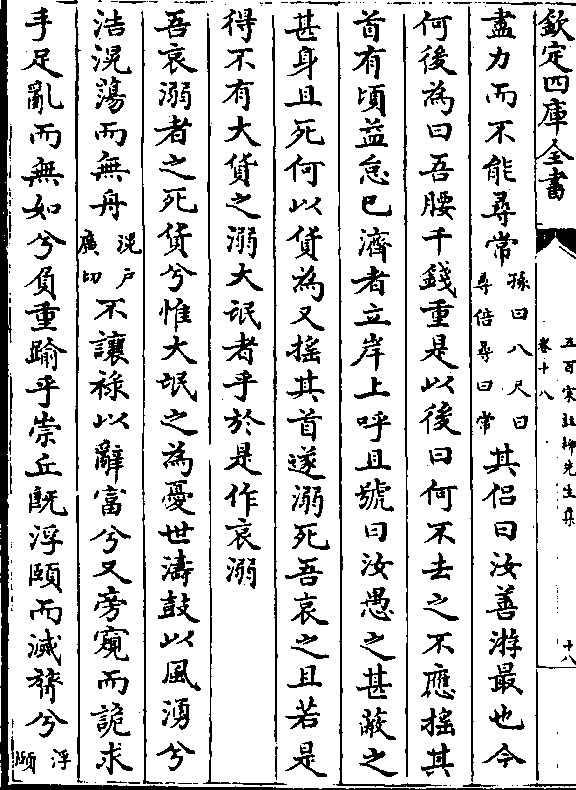 欽定四庫全書
五百家註柳先生集
卷十八
十八
盡力而不能尋常孫曰八尺曰尋倍尋曰常其侣曰汝善游最也今
何後為曰吾腰千錢重是以後曰何不去之不應揺其
首有頃益怠已濟者立岸上呼且號曰汝愚之甚蔽之
甚身且死何以貨為又揺其首遂溺死吾哀之且若是
得不有大貨之溺大氓者乎於是作哀溺
吾哀溺者之死貨兮惟大氓之為憂世濤鼓以風湧兮
浩滉蕩而無舟滉户廣切不讓祿以辭富兮又旁窺而詭求
手足亂而無如兮負重踰乎崇丘既浮頤而滅膂兮浮頤